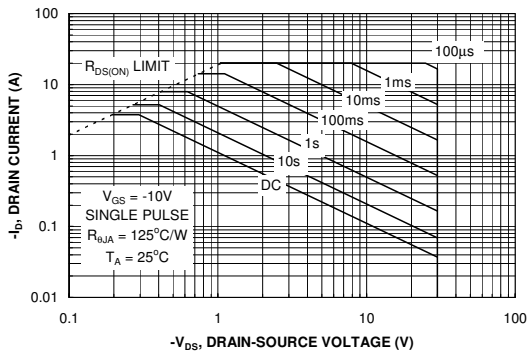 100
10
1
0.1
0.01
-I_D, DRAIN CURRENT (A)
R_DS(ON) LIMIT
100µs
1ms
10ms
100ms
1s
10s
DC
V_GS = -10V
SINGLE PULSE
R_θJA = 125°C/W
T_A = 25°C
0.1
1
10
100
-V_DS, DRAIN-SOURCE VOLTAGE (V)